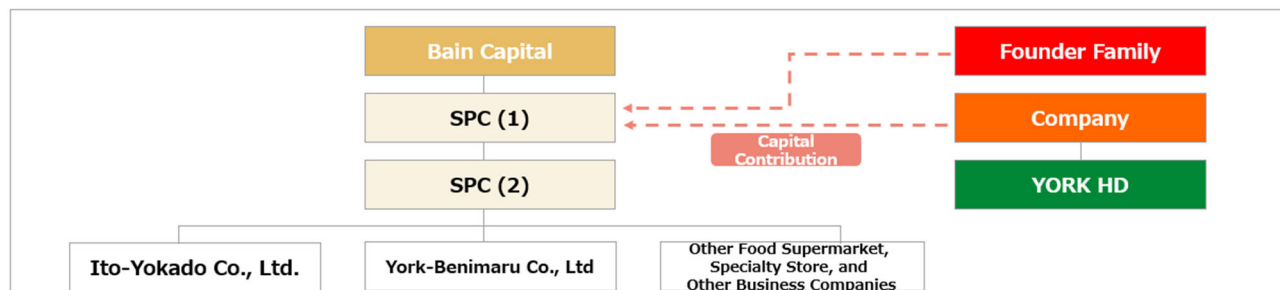 Bain Capital
Founder Family
SPC (1)
Company
Capital
Contribution
SPC (2)
YORK HD
Ito-Yokado Co., Ltd.
York-Benimaru Co., Ltd
Other Food Supermarket,
Specialty Store, and
Other Business Companies